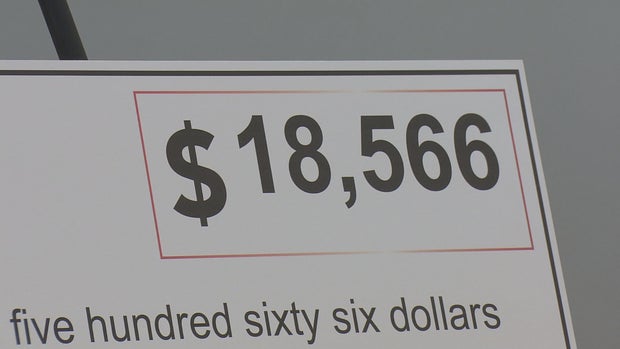 $18,566
five hundred sixty six dollars